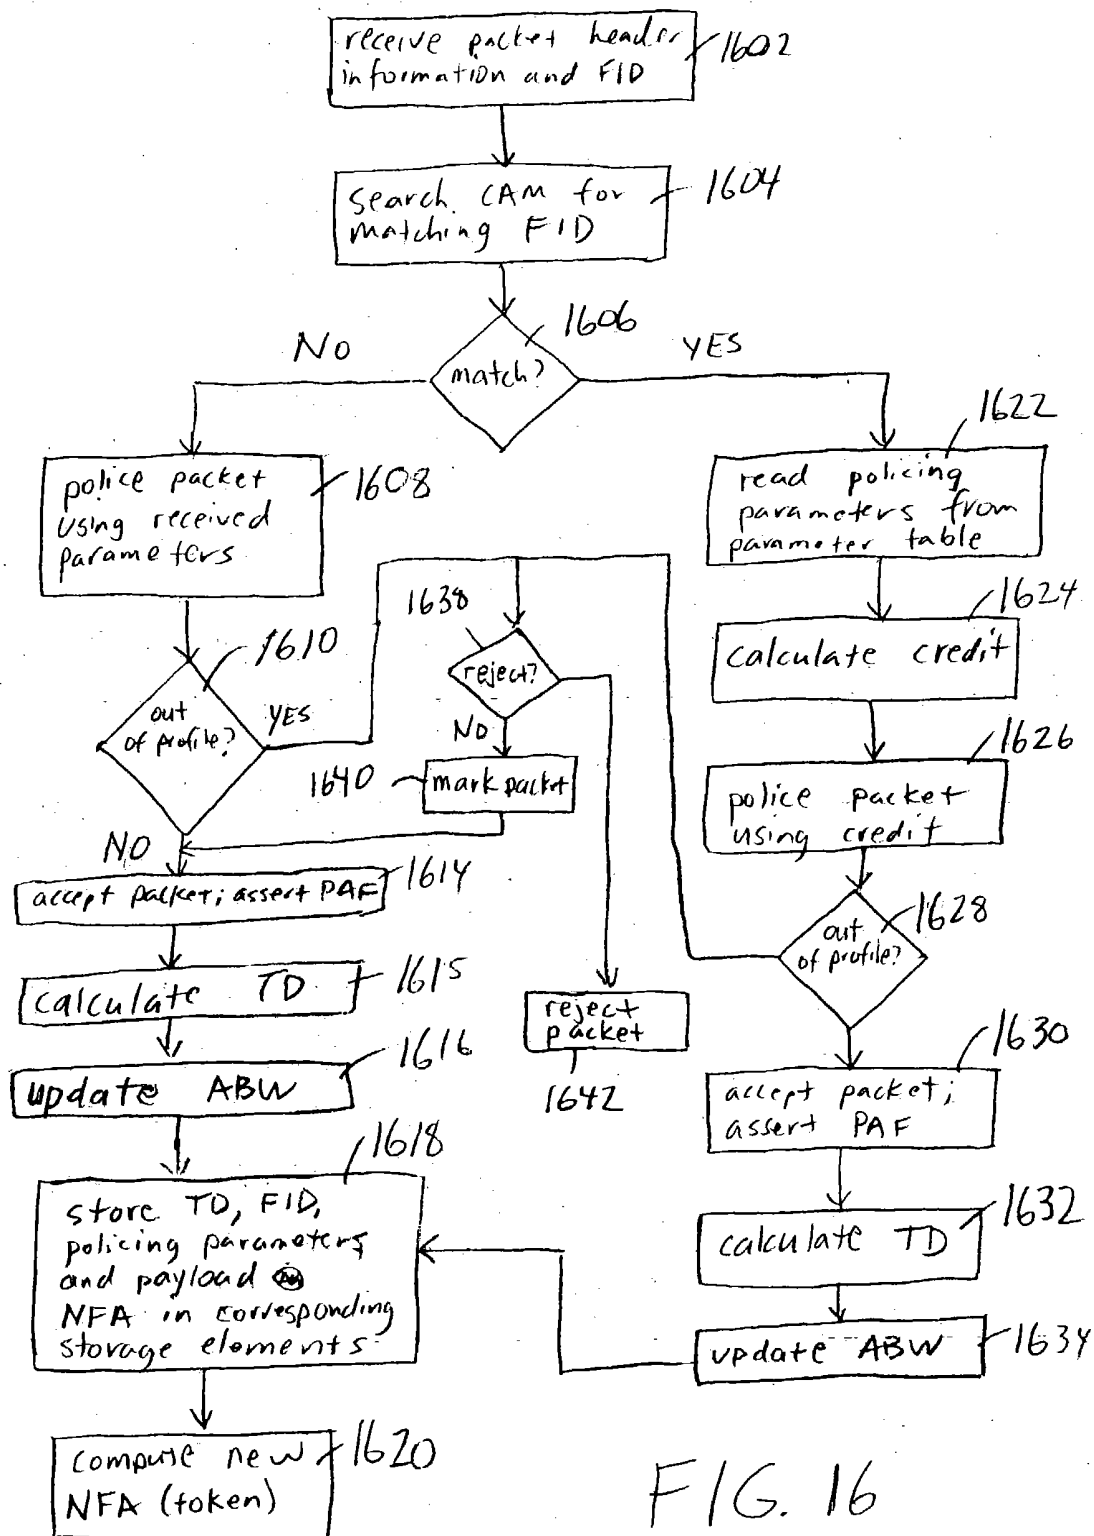 receive packet header
information and FID
1602
search CAM for
matching FID
1604
1606
NO
YES
match?
1622
police packet
using received
parameters
1608
read policing
parameters from
parameter table
1638
1624
1610
reject?
calculate credit
out
of profile?
YES
NO
1626
1640
mark packet
police packet
using credit
NO
1614
accept packet; assert PAF
1628
out
of profile?
calculate TD
1615
reject
packet
1642
1630
update ABW
1616
accept packet;
assert PAF
1618
store TD, FID,
policing parameters
and payload
NFA in corresponding
storage elements
1632
calculate TD
update ABW
1634
compute new
NFA (token)
1620
FIG. 16